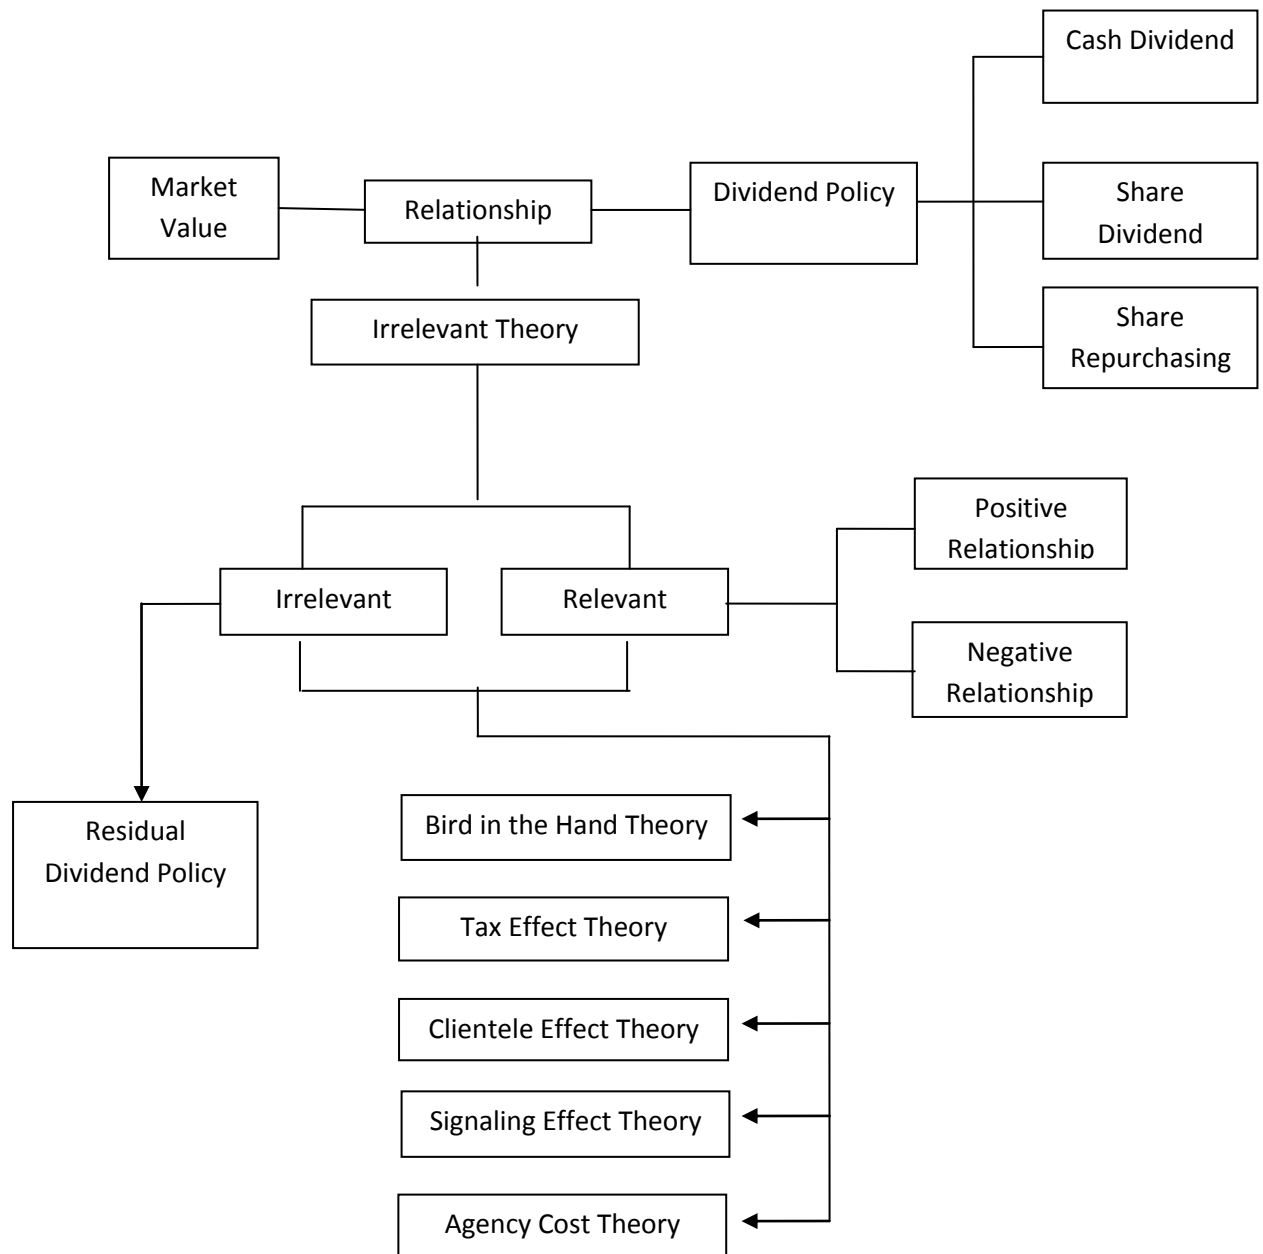 Cash Dividend
Market
Value
Relationship
Dividend Policy
Share
Dividend
Share
Repurchasing
Irrelevant Theory
Positive
Relationship
Irrelevant
Relevant
Negative
Relationship
Residual
Dividend Policy
Bird in the Hand Theory
Tax Effect Theory
Clientele Effect Theory
Signaling Effect Theory
Agency Cost Theory